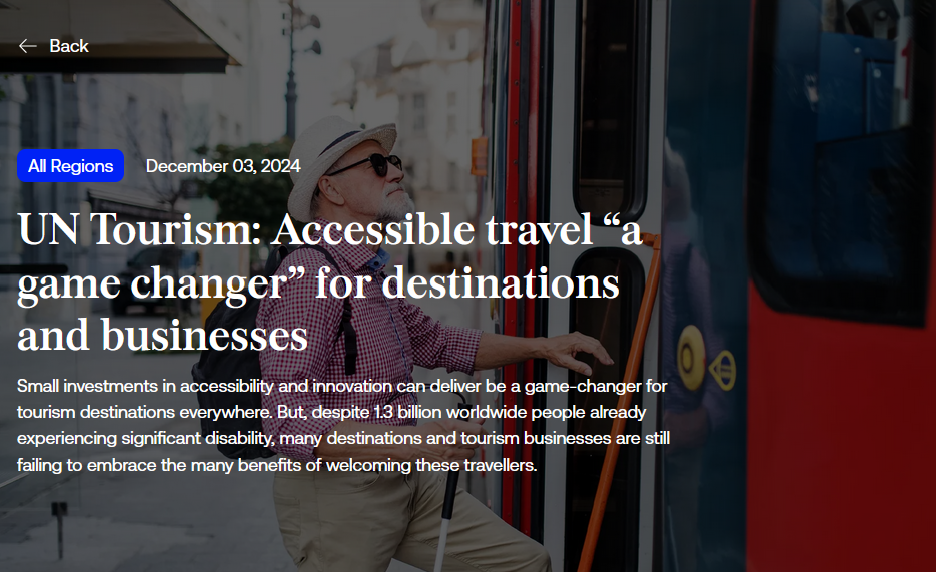 Back
All Regions December 03, 2024
UN Tourism: Accessible travel “a
game changer” for destinations
and businesses
Small investments in accessibility and innovation can deliver be a game-changer for
tourism destinations everywhere. But, despite 1.3 billion worldwide people already
experiencing significant disability, many destinations and tourism businesses are still
failing to embrace the many benefits of welcoming these travellers.